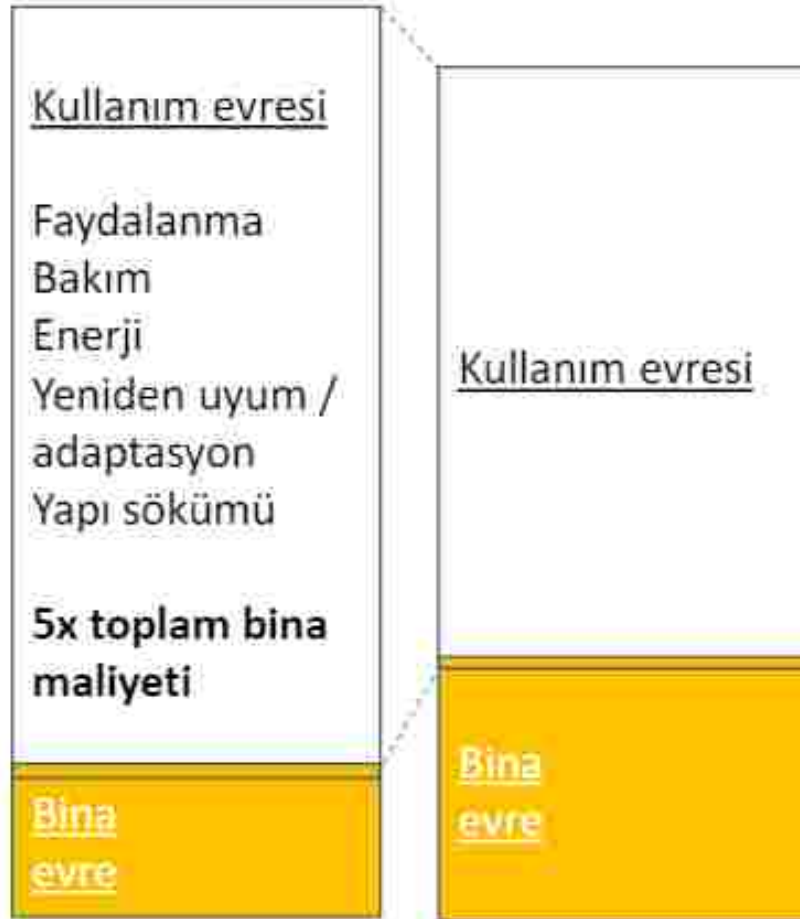 Kullanım evresi
Faydalanma
Bakım
Enerji
Yeniden uyum /
adaptasyon
Yapı sökümü
5x toplam bina
maliyeti
Bina
evre
Kullanım evresi
Bina
evre